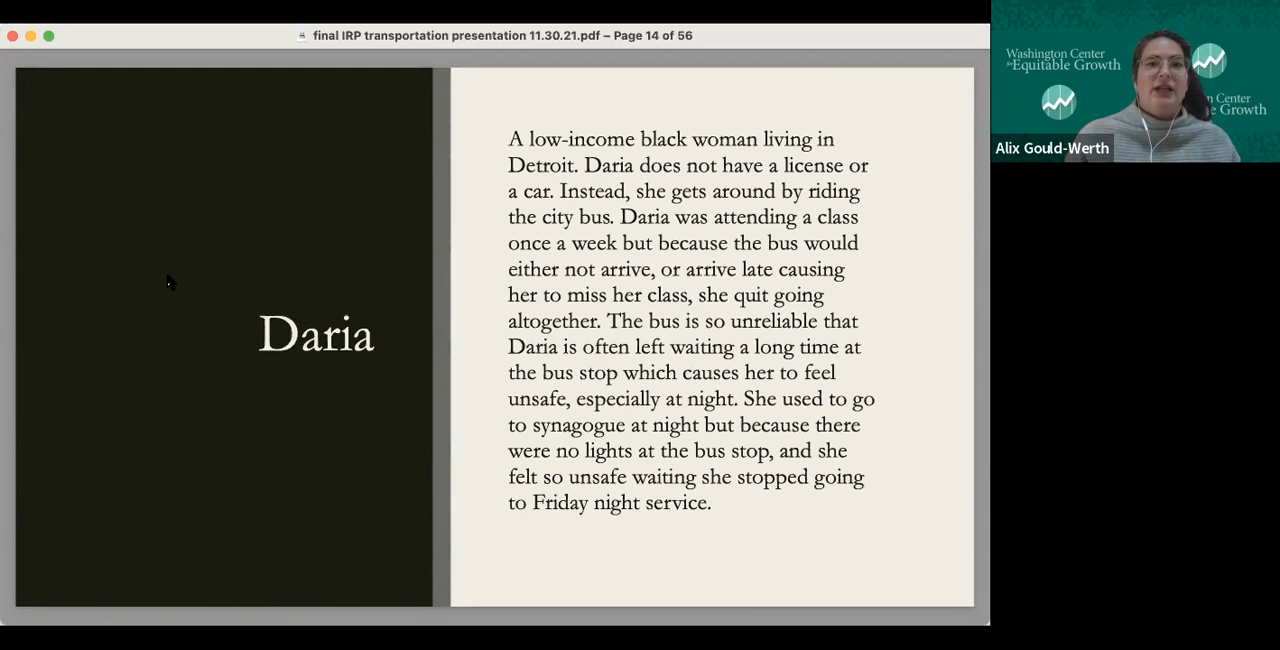 final IRP transportation presentation 11.30.21.pdf – Page 14 of 56
Daria
A low-income black woman living in
Detroit. Daria does not have a license or
a car. Instead, she gets around by riding
the city bus. Daria was attending a class
once a week but because the bus would
either not arrive, or arrive late causing
her to miss her class, she quit going
altogether. The bus is so unreliable that
Daria is often left waiting a long time at
the bus stop which causes her to feel
unsafe, especially at night. She used to go
to synagogue at night but because there
were no lights at the bus stop, and she
felt so unsafe waiting she stopped going
to Friday night service.
Washington Center
for Equitable Growth
n Center
e Growth
Alix Gould-Werth